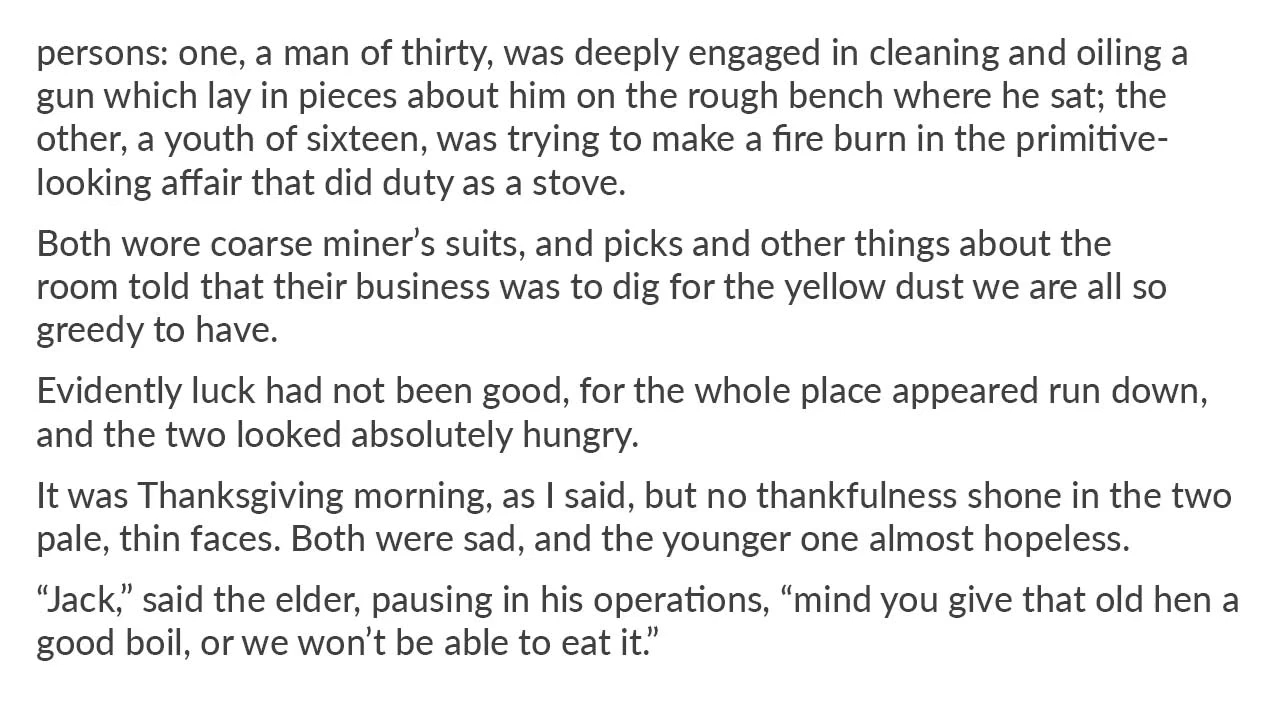 persons: one, a man of thirty, was deeply engaged in cleaning and oiling a
gun which lay in pieces about him on the rough bench where he sat; the
other, a youth of sixteen, was trying to make a fire burn in the primitive-
looking affair that did duty as a stove.
Both wore coarse miner’s suits, and picks and other things about the
room told that their business was to dig for the yellow dust we are all so
greedy to have.
Evidently luck had not been good, for the whole place appeared run down,
and the two looked absolutely hungry.
It was Thanksgiving morning, as I said, but no thankfulness shone in the two
pale, thin faces. Both were sad, and the younger one almost hopeless.
“Jack,” said the elder, pausing in his operations, “mind you give that old hen a
good boil, or we won’t be able to eat it.”